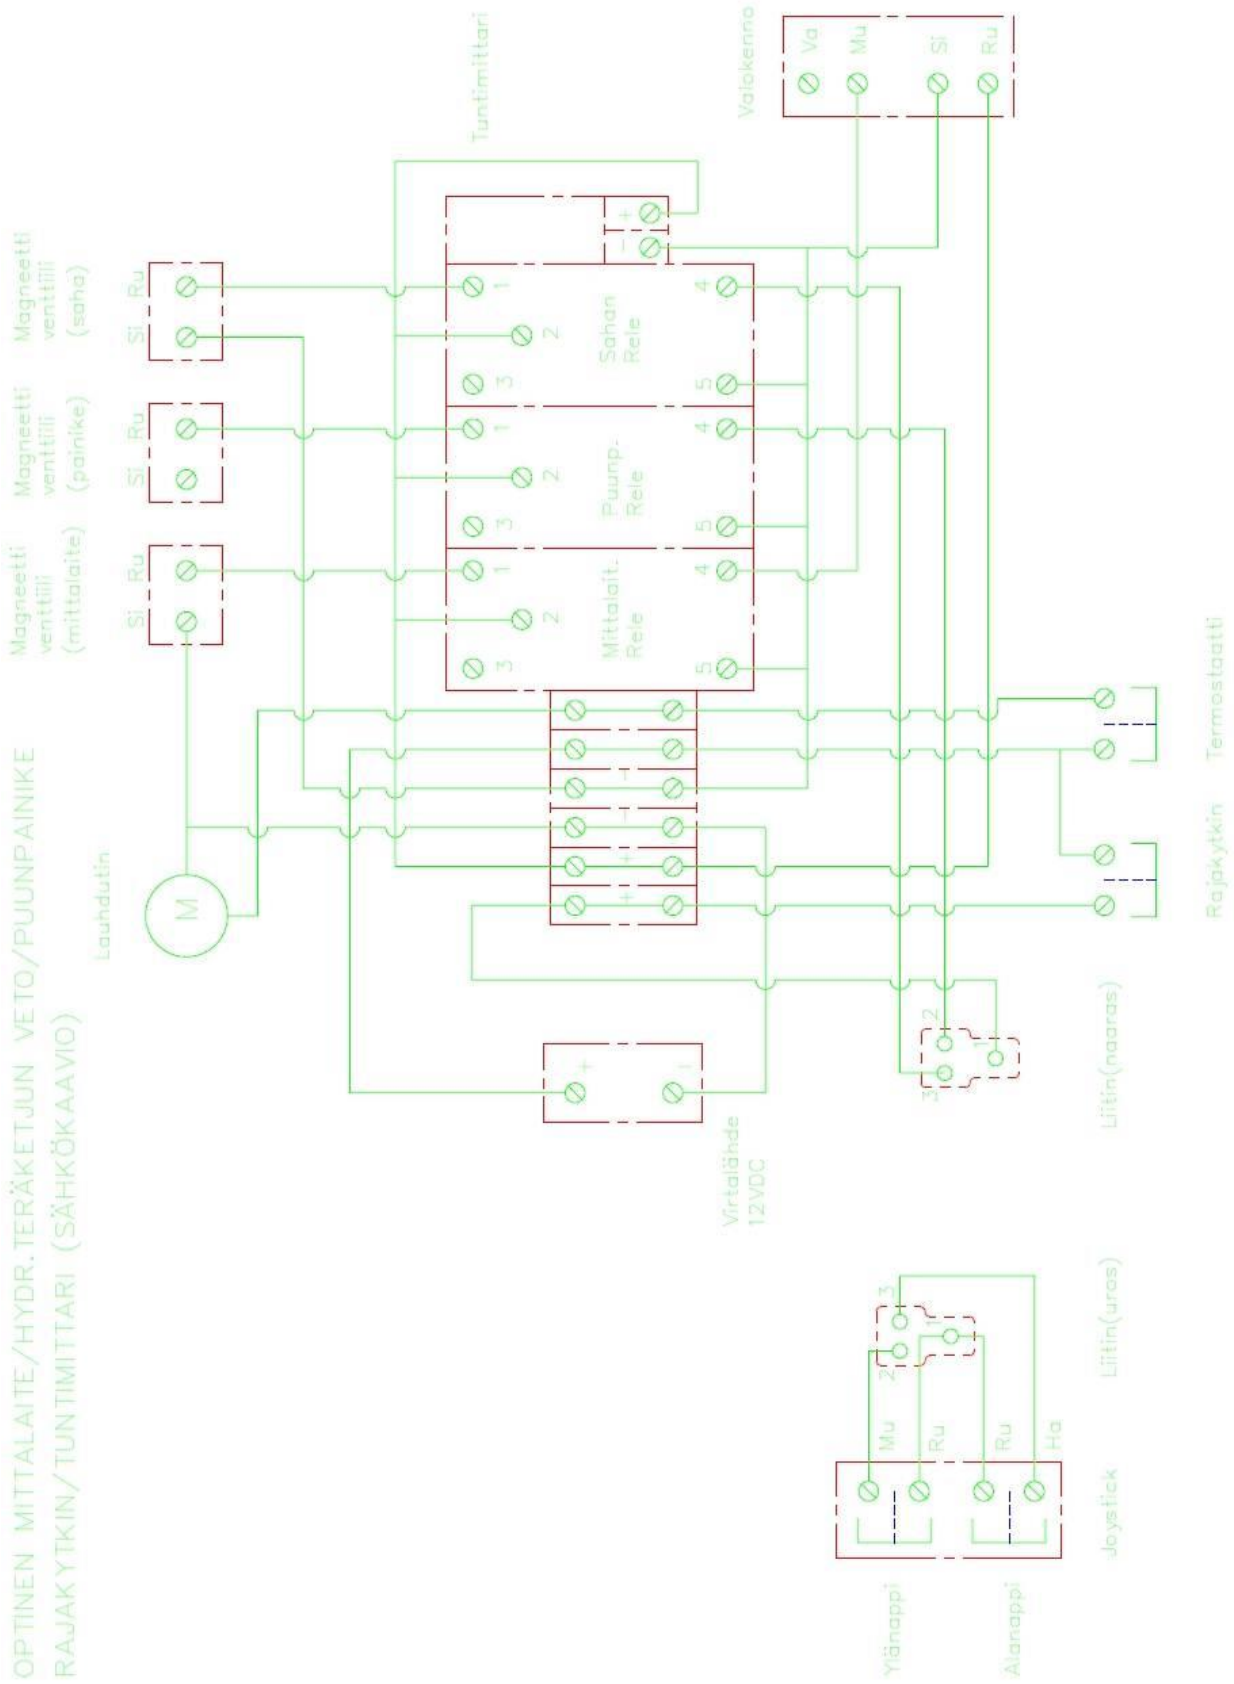 OPTINEN MITTALAITE/HYDR.TERÄKETJUN VETO/PUUNPAINIKE
RAJAKYTKIN/TUNTIMITTARI (SÄHKÖKAAVIO)
Lauhdutin
M
Magneetti
venttiili
(mittalaite)
Si Ru
Magneetti
venttiili
(painike)
Si Ru
Magneetti
venttiili
(saha)
Si Ru
Tuntimittari
- +
3 2 1
Mittalait.
Rele
5 4
3 2 1
Puunp.
Rele
5 4
3 2 1
Sahan
Rele
5 4
+ + - -
Valokenno
Va
Mu
Si
Ru
Virtalähde
12VDC
+
-
3 2
1
Liitin(naaras)
Rajakytkin
Termostaatti
Ylänappi
Alanappi
Joystick
Mu
Ru
Ru
Ha
2 3
1
Liitin(uros)